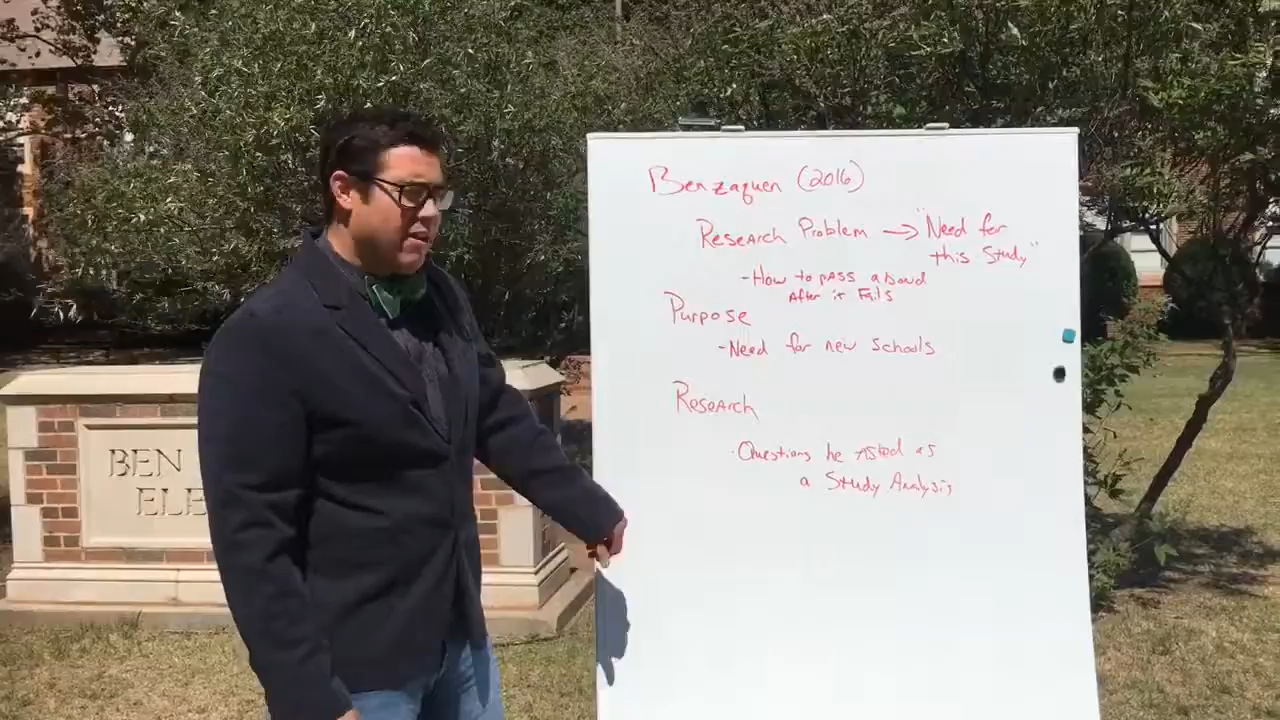 Benzaquen (2016)
Research Problem → "Need for
this Study"
- How to pass a bond
After it Fails
Purpose
- Need for new schools
Research
· Questions he asked as
a Study Analysis
BEN
ELE